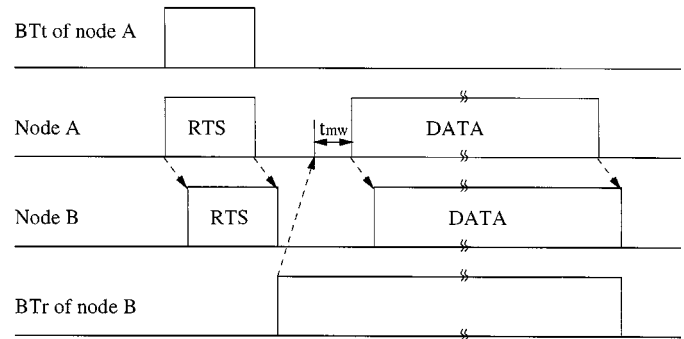 BTt of node A
Node A
RTS
tmw
DATA
Node B
RTS
DATA
BTr of node B